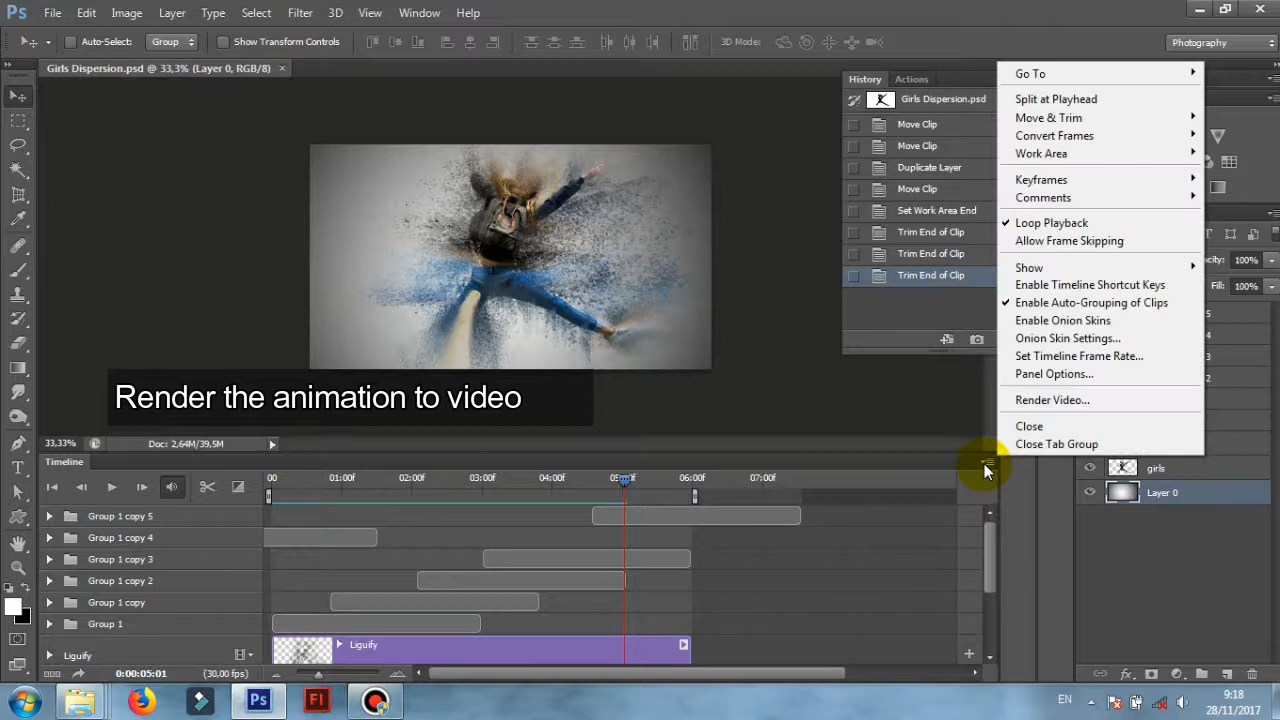 Ps File Edit Image Layer Type Select Filter 3D View Window Help
Auto-Select: Group Show Transform Controls 3D Mode: Photography
Girls Dispersion.psd @ 33,3% (Layer 0, RGB/8)
History Actions
Girls Dispersion.psd
Move Clip
Move Clip
Duplicate Layer
Move Clip
Set Work Area End
Trim End of Clip
Trim End of Clip
Trim End of Clip
Go To
Split at Playhead
Move & Trim
Convert Frames
Work Area
Keyframes
Comments
Loop Playback
Allow Frame Skipping
Show
Enable Timeline Shortcut Keys
Enable Auto-Grouping of Clips
Enable Onion Skins
Onion Skin Settings...
Set Timeline Frame Rate...
Panel Options...
Render Video...
Close
Close Tab Group
100%
Fill: 100%
5
4
3
2
girls
Layer 0
Render the animation to video
33,33% Doc: 2,64M/39,5M
Timeline
00 01:00f 02:00f 03:00f 04:00f 05:00f 06:00f 07:00f
Group 1 copy 5
Group 1 copy 4
Group 1 copy 3
Group 1 copy 2
Group 1 copy
Group 1
Liguify Liguify
0:00:05:01 (30,00 fps)
Ps Fl EN 9:18
28/11/2017